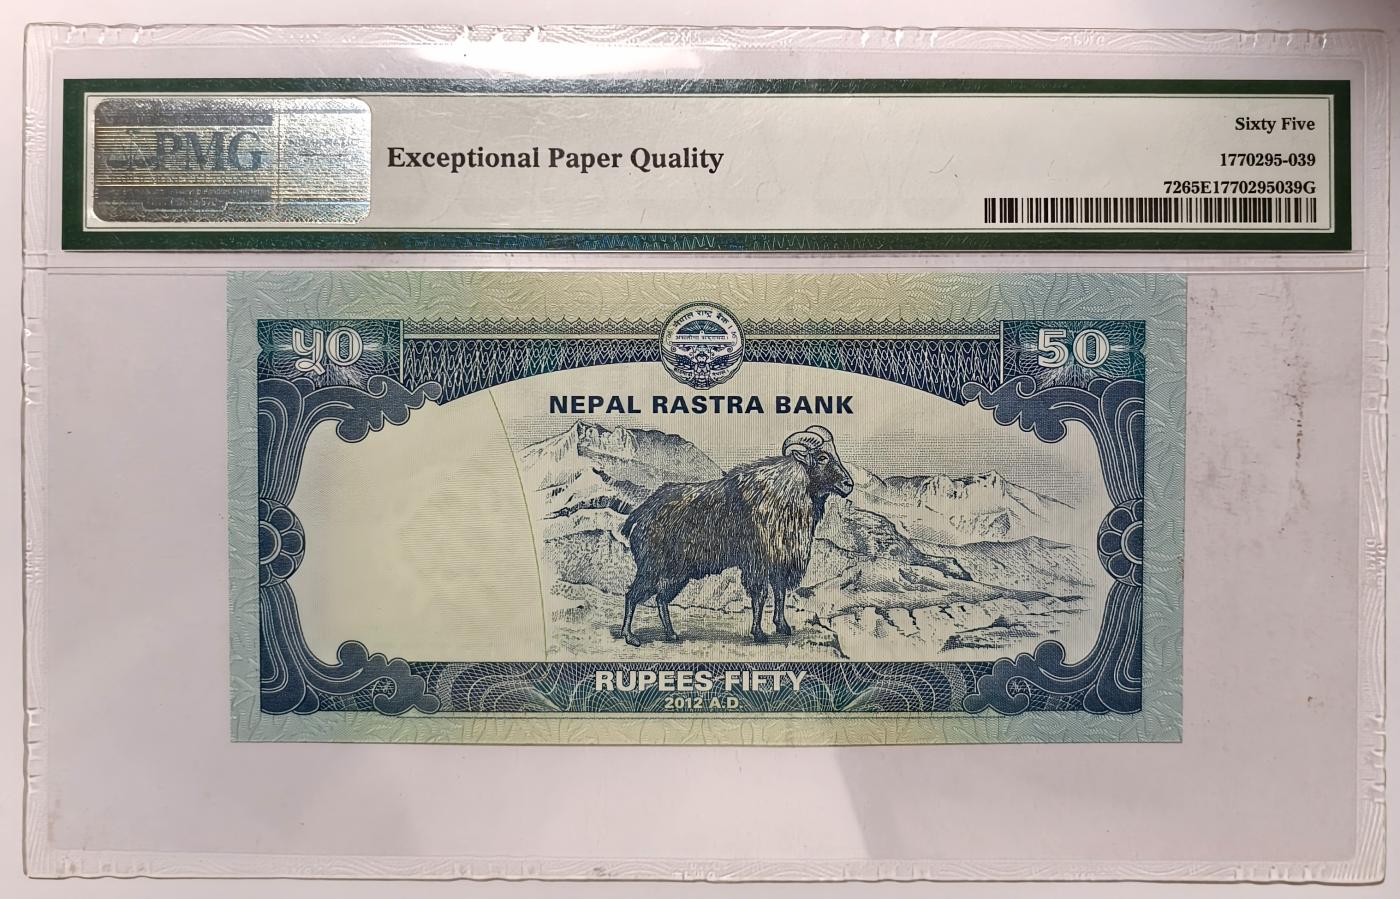 PMG
Exceptional Paper Quality
Sixty Five
1770295-039
7265E1770295039G
५०
नेपाल राष्ट्र बैंक
50
NEPAL RASTRA BANK
RUPEES FIFTY
2012 A.D.